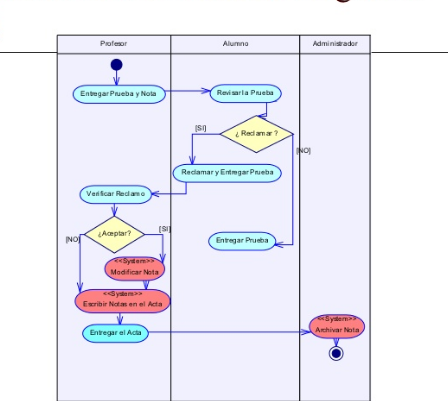 Profesor
Alumno
Administrador
Entregar Prueba y Nota
Revisar la Prueba
¿ Reclamar ?
[SI]
[NO]
Reclamar y Entregar Prueba
Verificar Reclamo
¿Aceptar?
[NO]
[SI]
Entregar Prueba
<<System>>
Modificar Nota
<<System>>
Escribir Notas en el Acta
Entregar el Acta
<<System>>
Archivar Nota